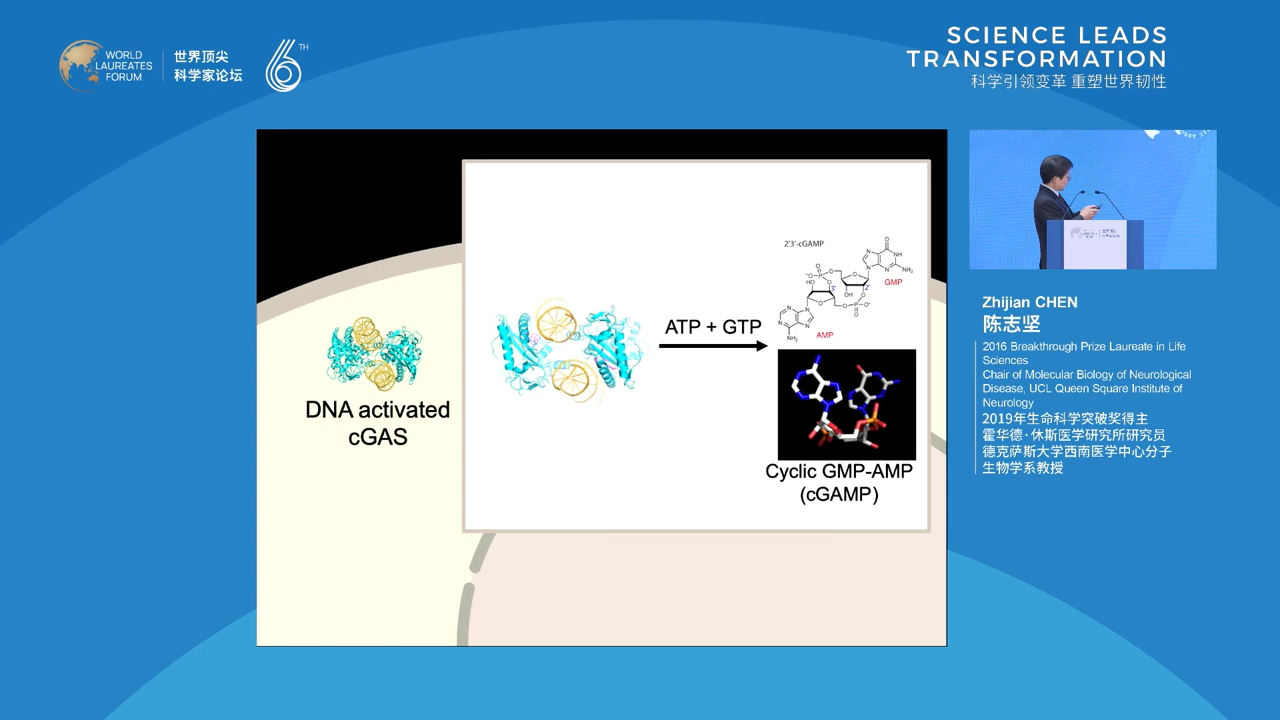 WORLD
LAUREATES
FORUM
世界顶尖
科学家论坛
6TH
SCIENCE LEADS
TRANSFORMATION
科学引领变革 重塑世界韧性
DNA activated
cGAS
ATP + GTP
2'3'-cGAMP
GMP
AMP
Cyclic GMP-AMP
(cGAMP)
Zhijian CHEN
陈志坚
2016 Breakthrough Prize Laureate in Life
Sciences
Chair of Molecular Biology of Neurological
Disease, UCL Queen Square Institute of
Neurology
2019年生命科学突破奖得主
霍华德·休斯医学研究所研究员
德克萨斯大学西南医学中心分子
生物学系教授